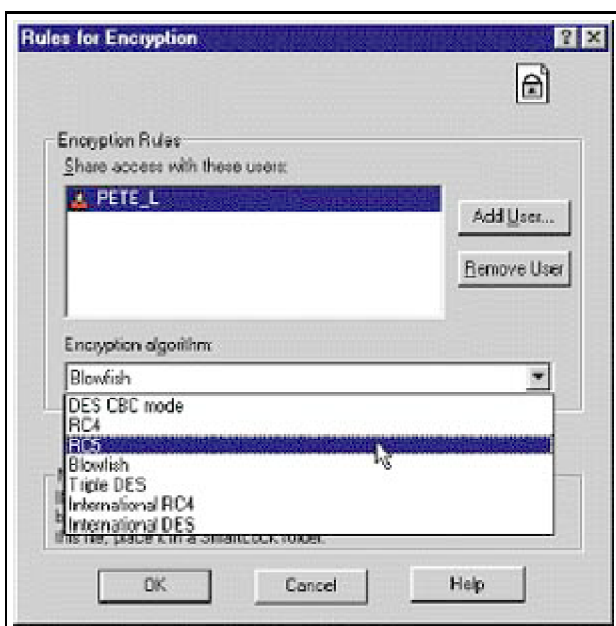 Rules for Encryption
Encryption Rules
Share access with these users:
PETE_L
Add User...
Remove User
Encryption algorithm:
Blowfish
DES CBC mode
RC4
RC5
Blowfish
Triple DES
International RC4
International DES
this file, place it in a SmartLock folder.
OK
Cancel
Help